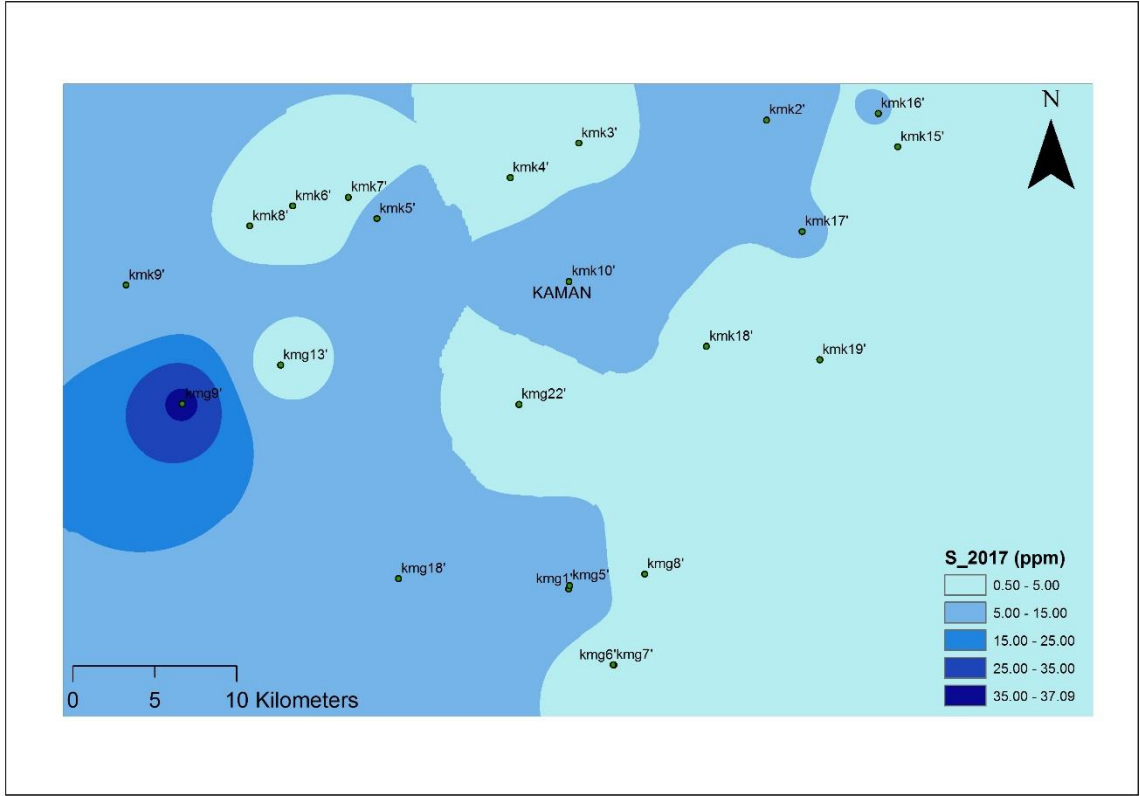 N
kmk16'
kmk2'
kmk3'
kmk15'
kmk4'
kmk7'
kmk6'
kmk5'
kmk8'
kmk17'
kmk9'
kmk10'
KAMAN
kmk18'
kmg13'
kmk19'
kmg9'
kmg22'
S_2017 (ppm)
0.50 - 5.00
5.00 - 15.00
15.00 - 25.00
25.00 - 35.00
35.00 - 37.09
kmg8'
kmg18'
kmg1' kmg5'
kmg6' kmg7'
0 5 10 Kilometers